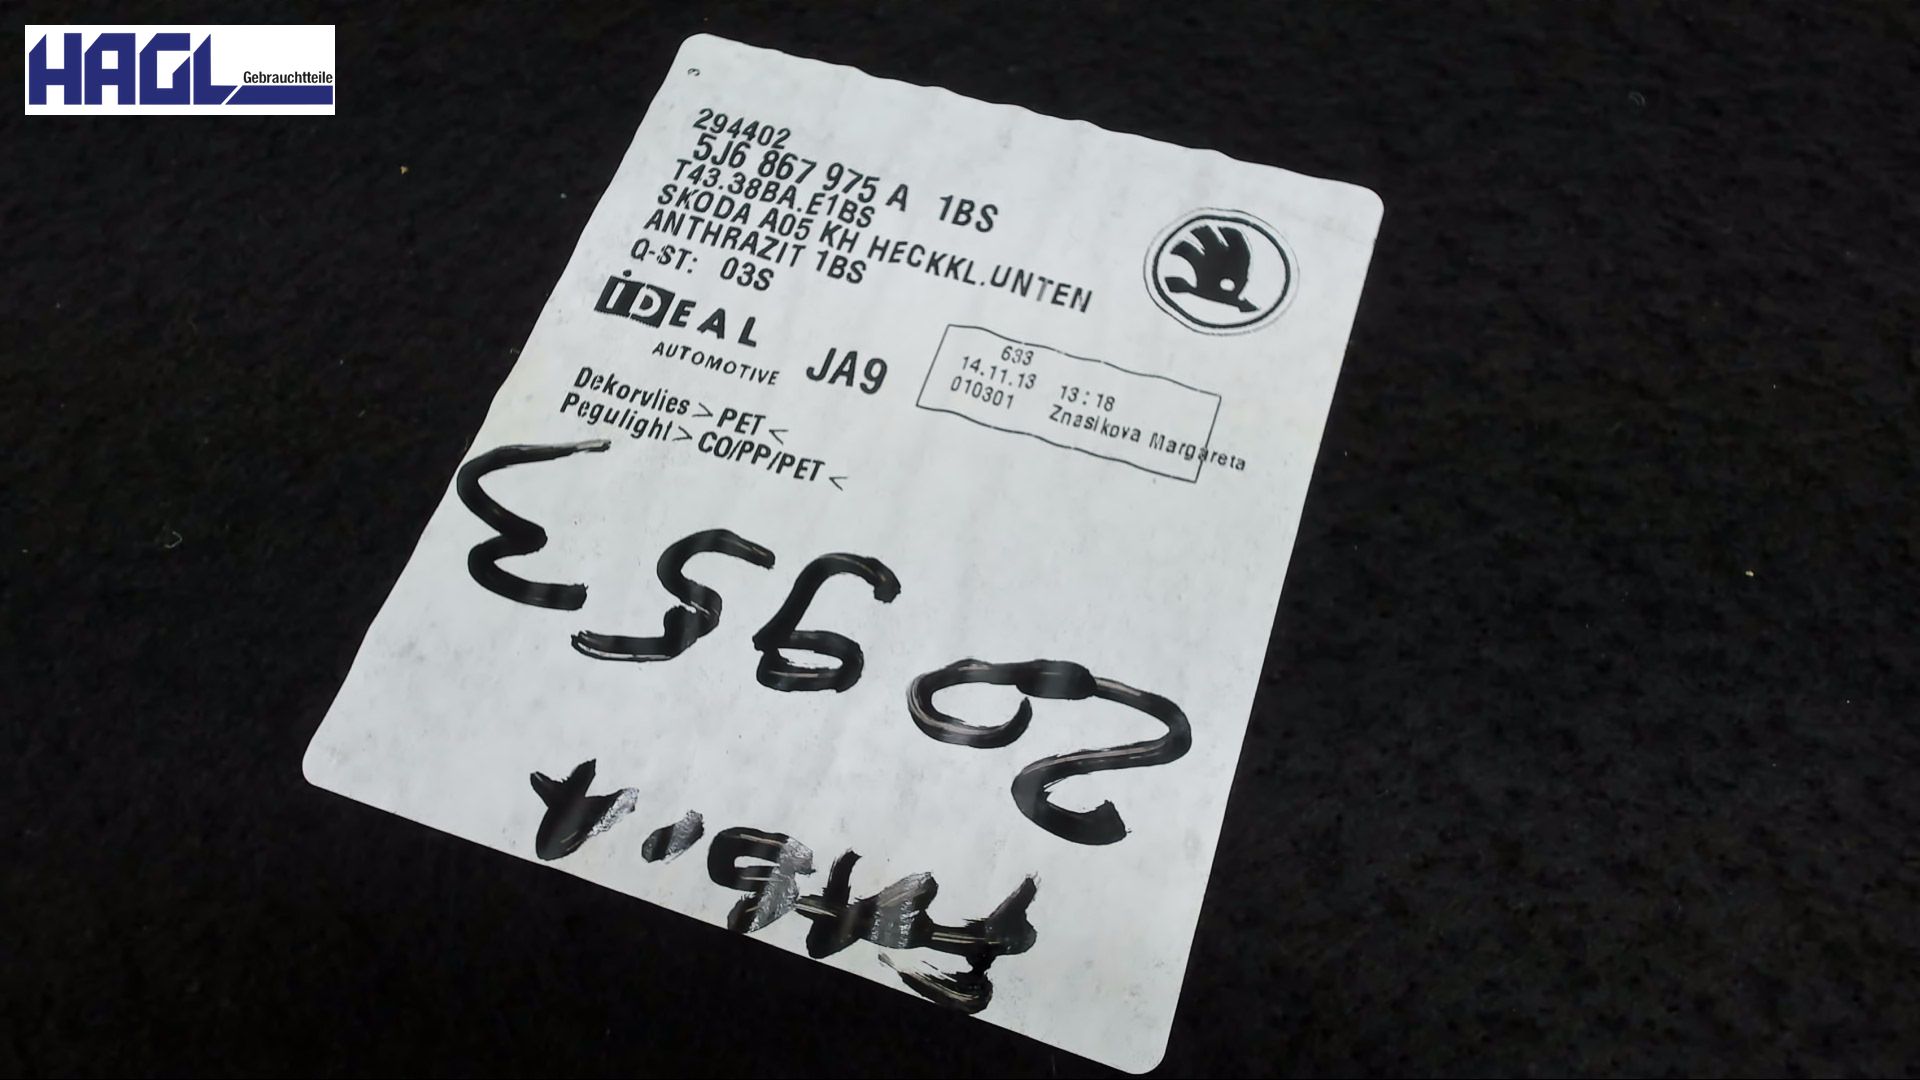 HAGL Gebrauchtteile
3
294402
5J6 867 975 A 1BS
T43.38BA.E1BS
SKODA A05 KH HECKKL.UNTEN
ANTHRAZIT 1BS
Q-ST: 03S
iDEAL
AUTOMOTIVE
JA9
633
14.11.13 13:18
010301 Znasikova Margareta
Dekorvlies > PET <
Pegulight > CO/PP/PET <